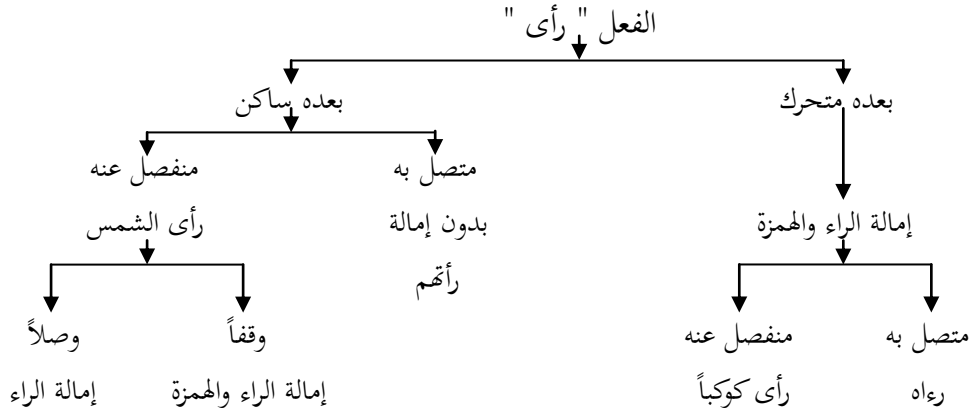 الفعل " رأى "
بعده متحرك
بعده ساكن
متصل به
منفصل عنه
إمالة الراء والهمزة
بدون إمالة
رأى الشمس
رأتهم
متصل به
منفصل عنه
وقفاً
وصلاً
رءاه
رأى كوكباً
إمالة الراء والهمزة
إمالة الراء